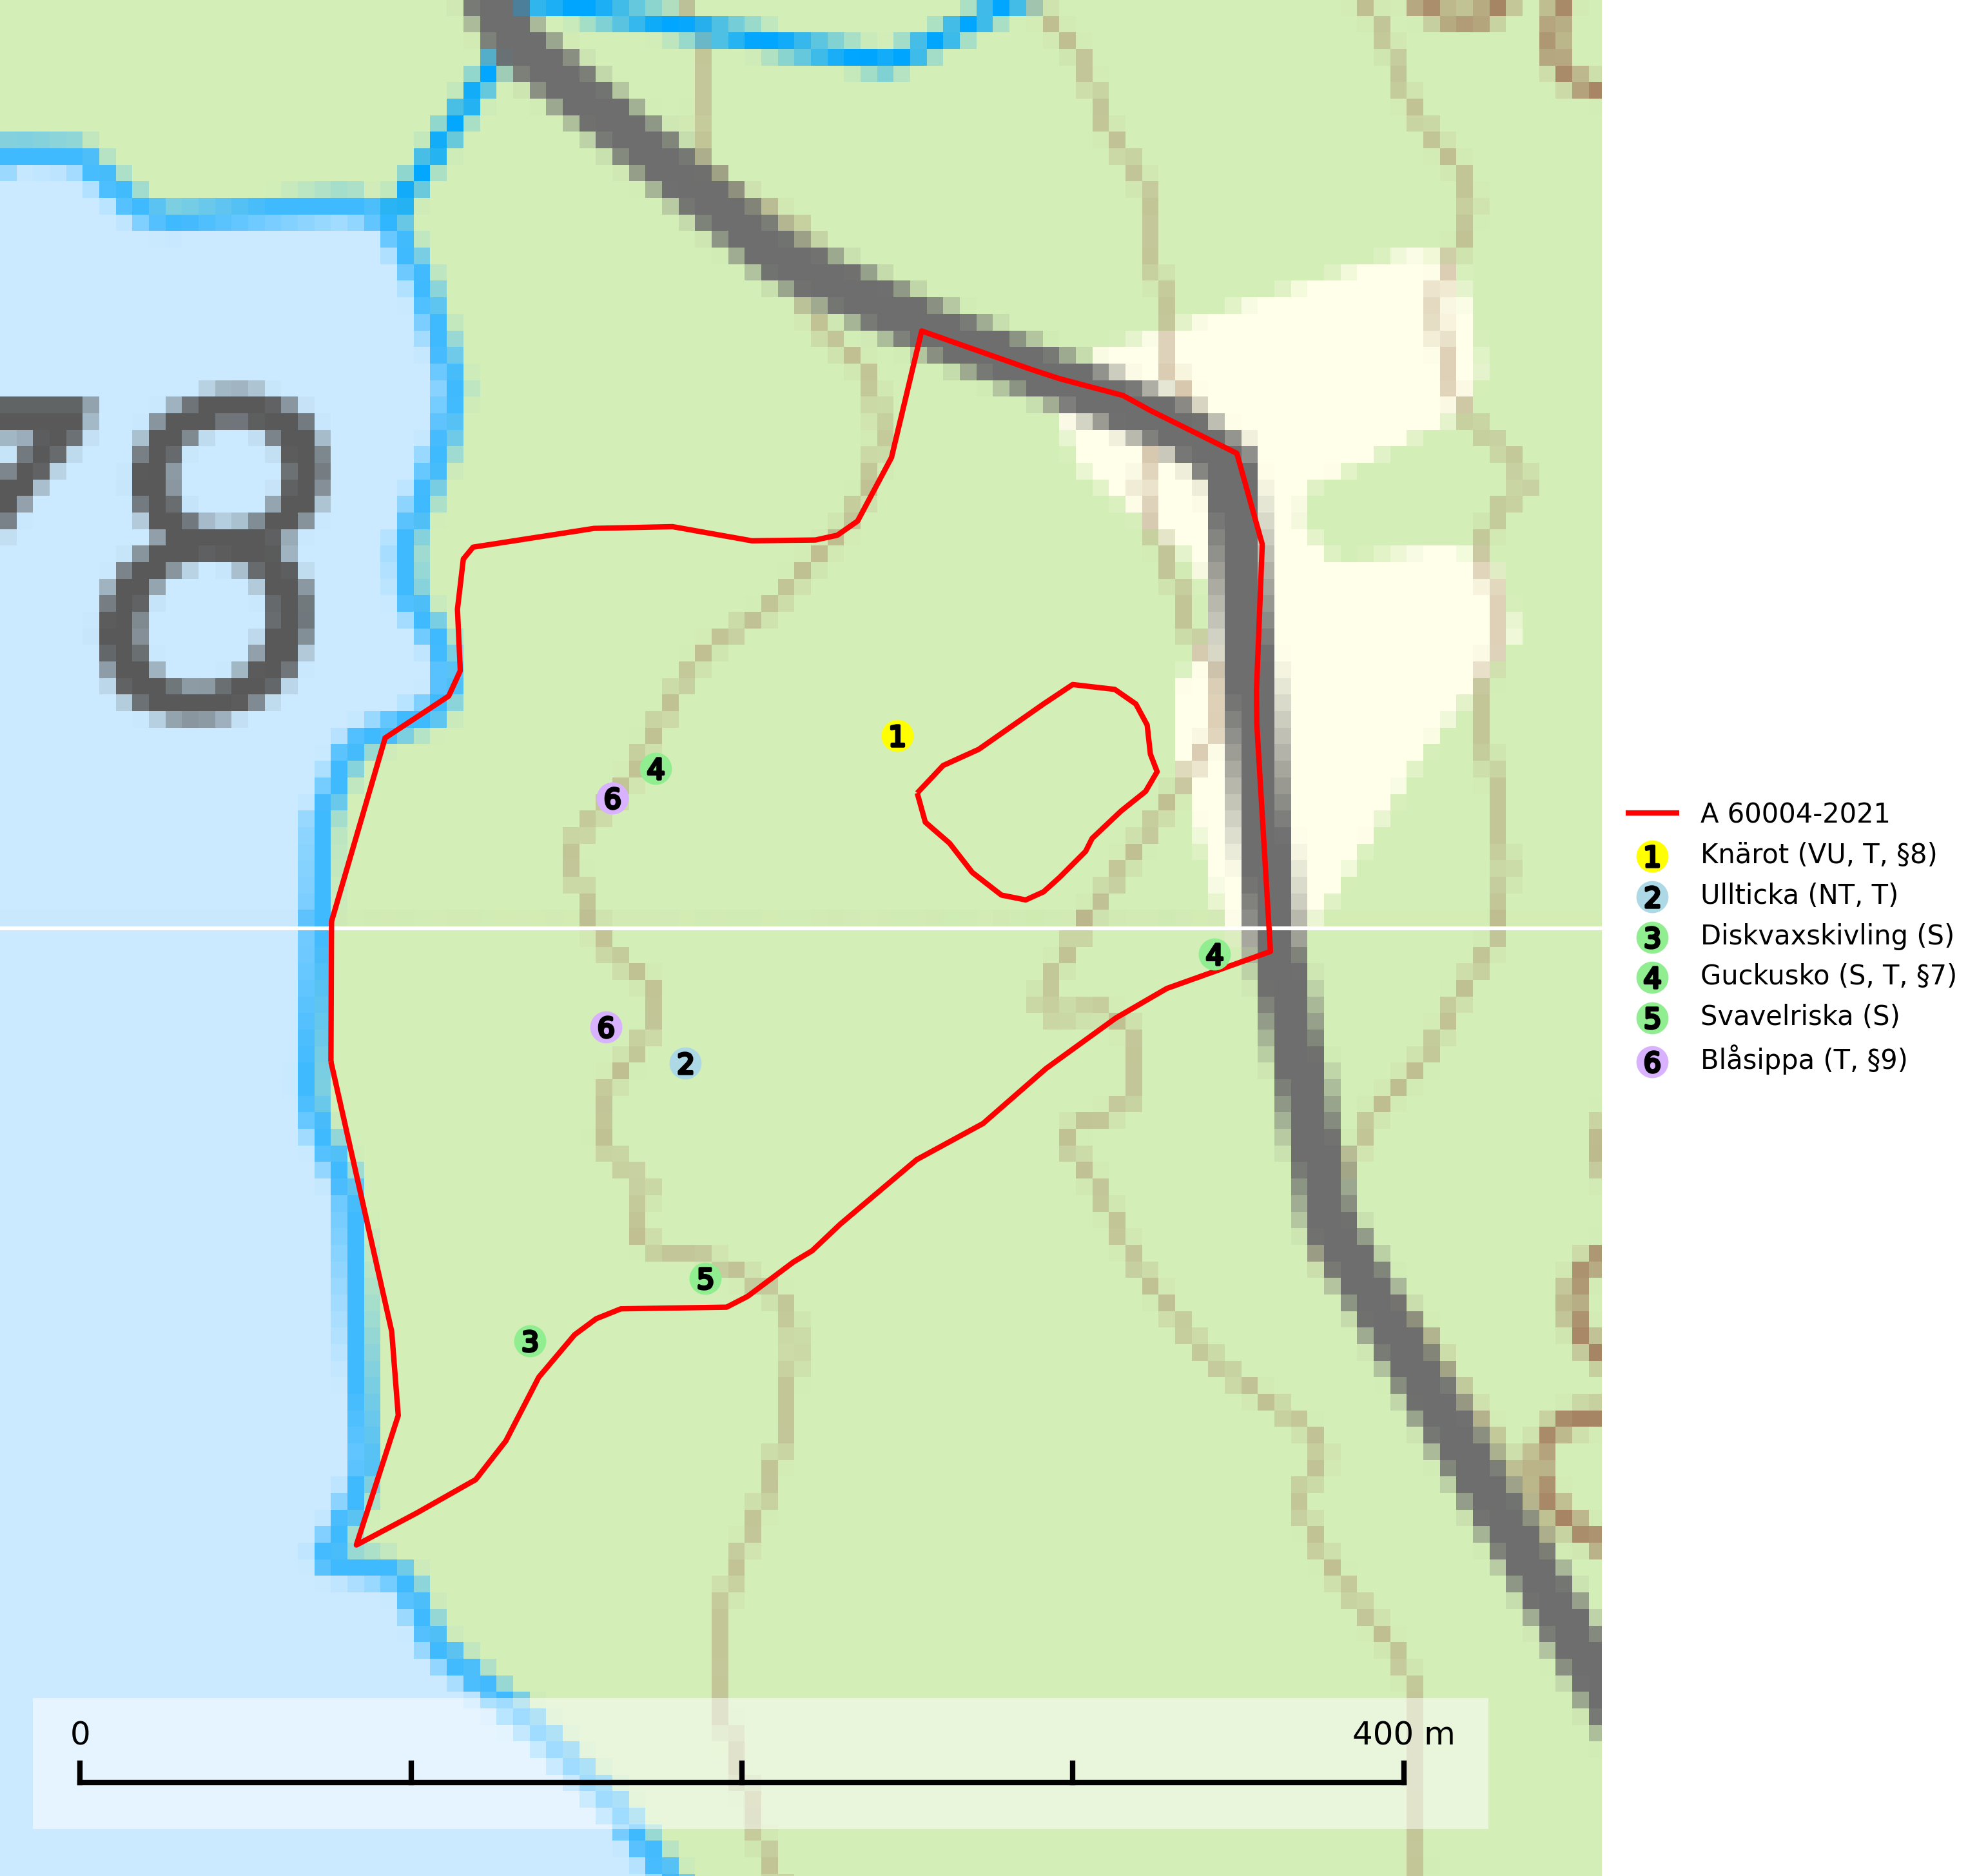 78
1
4
6
4
6
2
5
3
0
400 m
A 60004-2021
1 Knärot (VU, T, §8)
2 Ullticka (NT, T)
3 Diskvaxskivling (S)
4 Guckusko (S, T, §7)
5 Svavelriska (S)
6 Blåsippa (T, §9)